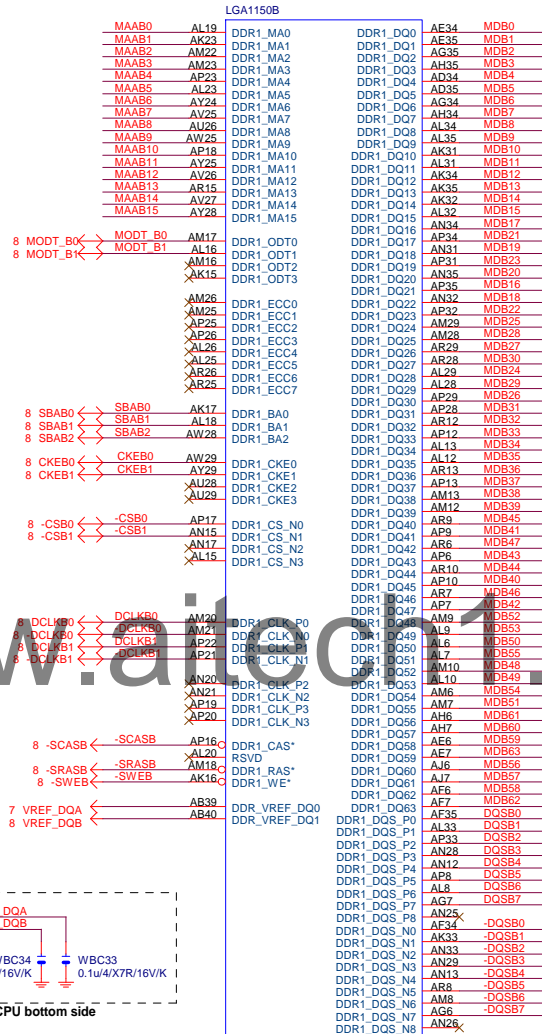 LGA1150B
MAAB0 AL19 DDR1_MA0
MAAB1 AK23 DDR1_MA1
MAAB2 AM22 DDR1_MA2
MAAB3 AM23 DDR1_MA3
MAAB4 AP23 DDR1_MA4
MAAB5 AL23 DDR1_MA5
MAAB6 AY24 DDR1_MA6
MAAB7 AV25 DDR1_MA7
MAAB8 AU26 DDR1_MA8
MAAB9 AW25 DDR1_MA9
MAAB10 AP18 DDR1_MA10
MAAB11 AY25 DDR1_MA11
MAAB12 AV26 DDR1_MA12
MAAB13 AR15 DDR1_MA13
MAAB14 AV27 DDR1_MA14
MAAB15 AY28 DDR1_MA15
8 MODT_B0 MODT_B0 AM17 DDR1_ODT0
8 MODT_B1 MODT_B1 AL16 DDR1_ODT1
AM16 DDR1_ODT2
AK15 DDR1_ODT3
AM26 DDR1_ECC0
AM25 DDR1_ECC1
AP25 DDR1_ECC2
AP26 DDR1_ECC3
AL26 DDR1_ECC4
AL25 DDR1_ECC5
AR26 DDR1_ECC6
AR25 DDR1_ECC7
8 SBAB0 SBAB0 AK17 DDR1_BA0
8 SBAB1 SBAB1 AL18 DDR1_BA1
8 SBAB2 SBAB2 AW28 DDR1_BA2
8 CKEB0 CKEB0 AW29 DDR1_CKE0
8 CKEB1 CKEB1 AY29 DDR1_CKE1
AU28 DDR1_CKE2
AU29 DDR1_CKE3
8 -CSB0 -CSB0 AP17 DDR1_CS_N0
8 -CSB1 -CSB1 AN15 DDR1_CS_N1
AN17 DDR1_CS_N2
AL15 DDR1_CS_N3
8 DCLKB0 DCLKB0 AM20 DDR1_CLK_P0
8 -DCLKB0 -DCLKB0 AM21 DDR1_CLK_N0
8 DCLKB1 DCLKB1 AP22 DDR1_CLK_P1
8 -DCLKB1 -DCLKB1 AP21 DDR1_CLK_N1
AN20 DDR1_CLK_P2
AN21 DDR1_CLK_N2
AP19 DDR1_CLK_P3
AP20 DDR1_CLK_N3
8 -SCASB -SCASB AP16 DDR1_CAS*
AL20 RSVD
8 -SRASB -SRASB AM18 DDR1_RAS*
8 -SWEB -SWEB AK16 DDR1_WE*
7 VREF_DQA AB39 DDR_VREF_DQ0
8 VREF_DQB AB40 DDR_VREF_DQ1
DDR1_DQ0 AE34 MDB0
DDR1_DQ1 AE35 MDB1
DDR1_DQ2 AG35 MDB2
DDR1_DQ3 AH35 MDB3
DDR1_DQ4 AD34 MDB4
DDR1_DQ5 AD35 MDB5
DDR1_DQ6 AG34 MDB6
DDR1_DQ7 AH34 MDB7
DDR1_DQ8 AL34 MDB8
DDR1_DQ9 AL35 MDB9
DDR1_DQ10 AK31 MDB10
DDR1_DQ11 AL31 MDB11
DDR1_DQ12 AK34 MDB12
DDR1_DQ13 AK35 MDB13
DDR1_DQ14 AK32 MDB14
DDR1_DQ15 AL32 MDB15
DDR1_DQ16 AN34 MDB17
DDR1_DQ17 AP34 MDB21
DDR1_DQ18 AN31 MDB19
DDR1_DQ19 AP31 MDB23
DDR1_DQ20 AN35 MDB20
DDR1_DQ21 AP35 MDB16
DDR1_DQ22 AN32 MDB18
DDR1_DQ23 AP32 MDB22
DDR1_DQ24 AM29 MDB25
DDR1_DQ25 AM28 MDB28
DDR1_DQ26 AR29 MDB27
DDR1_DQ27 AR28 MDB30
DDR1_DQ28 AL29 MDB24
DDR1_DQ29 AL28 MDB29
DDR1_DQ30 AP29 MDB26
DDR1_DQ31 AP28 MDB31
DDR1_DQ32 AR12 MDB32
DDR1_DQ33 AP12 MDB33
DDR1_DQ34 AL13 MDB34
DDR1_DQ35 AL12 MDB35
DDR1_DQ36 AR13 MDB36
DDR1_DQ37 AP13 MDB37
DDR1_DQ38 AM13 MDB38
DDR1_DQ39 AM12 MDB39
DDR1_DQ40 AR9 MDB45
DDR1_DQ41 AP9 MDB41
DDR1_DQ42 AR6 MDB47
DDR1_DQ43 AP6 MDB43
DDR1_DQ44 AR10 MDB44
DDR1_DQ45 AP10 MDB40
DDR1_DQ46 AR7 MDB46
DDR1_DQ47 AP7 MDB42
DDR1_DQ48 AM9 MDB52
DDR1_DQ49 AL9 MDB53
DDR1_DQ50 AL6 MDB50
DDR1_DQ51 AL7 MDB55
DDR1_DQ52 AM10 MDB48
DDR1_DQ53 AL10 MDB49
DDR1_DQ54 AM6 MDB54
DDR1_DQ55 AM7 MDB51
DDR1_DQ56 AH6 MDB61
DDR1_DQ57 AH7 MDB60
DDR1_DQ58 AE6 MDB59
DDR1_DQ59 AE7 MDB63
DDR1_DQ60 AJ6 MDB56
DDR1_DQ61 AJ7 MDB57
DDR1_DQ62 AF6 MDB58
DDR1_DQ63 AF7 MDB62
DDR1_DQS_P0 AF35 DQSB0
DDR1_DQS_P1 AL33 DQSB1
DDR1_DQS_P2 AP33 DQSB2
DDR1_DQS_P3 AN28 DQSB3
DDR1_DQS_P4 AN12 DQSB4
DDR1_DQS_P5 AP8 DQSB5
DDR1_DQS_P6 AL8 DQSB6
DDR1_DQS_P7 AG7 DQSB7
DDR1_DQS_P8 AN25
DDR1_DQS_N0 AF34 -DQSB0
DDR1_DQS_N1 AK33 -DQSB1
DDR1_DQS_N2 AN33 -DQSB2
DDR1_DQS_N3 AN29 -DQSB3
DDR1_DQS_N4 AN13 -DQSB4
DDR1_DQS_N5 AR8 -DQSB5
DDR1_DQS_N6 AM8 -DQSB6
DDR1_DQS_N7 AG6 -DQSB7
DDR1_DQS_N8 AN26
w.aitech1.
_DQA
_DQB
WBC34 WBC33
/16V/K 0.1u/4/X7R/16V/K
CPU bottom side